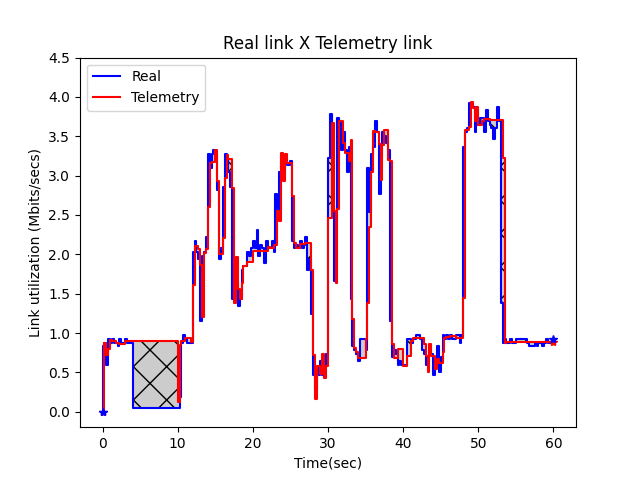 Real link X Telemetry link
Real
Telemetry
Link utilization (Mbits/secs)
4.5
4.0
3.5
3.0
2.5
2.0
1.5
1.0
0.5
0.0
0 10 20 30 40 50 60
Time(sec)